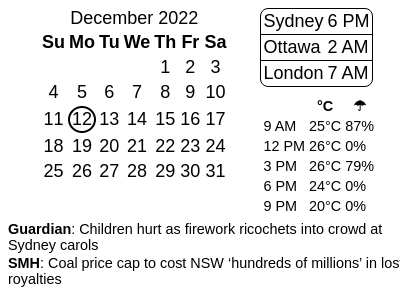 December 2022
Su Mo Tu We Th Fr Sa
1 2 3
4 5 6 7 8 9 10
11 12 13 14 15 16 17
18 19 20 21 22 23 24
25 26 27 28 29 30 31
Sydney 6 PM
Ottawa 2 AM
London 7 AM
°C ☂
9 AM 25°C 87%
12 PM 26°C 0%
3 PM 26°C 79%
6 PM 24°C 0%
9 PM 20°C 0%
Guardian: Children hurt as firework ricochets into crowd at
Sydney carols
SMH: Coal price cap to cost NSW ‘hundreds of millions’ in los
royalties